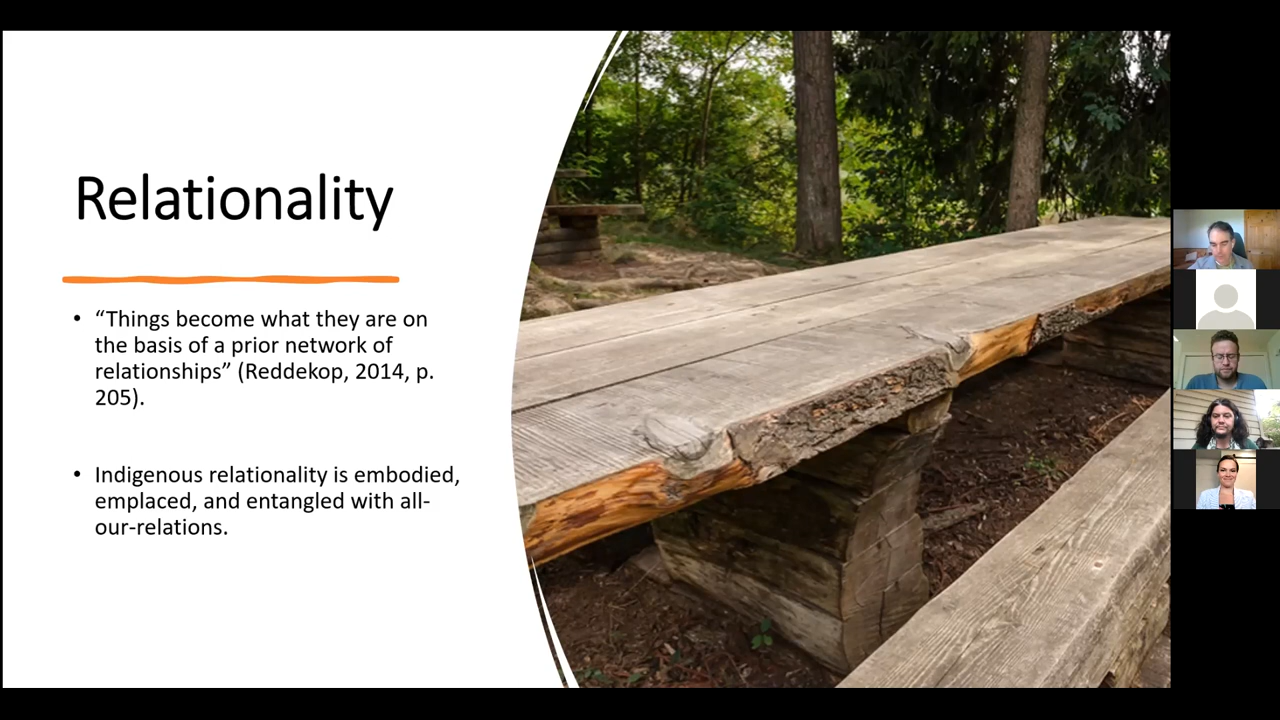 Relationality
• “Things become what they are on
the basis of a prior network of
relationships” (Reddekop, 2014, p.
205).
• Indigenous relationality is embodied,
emplaced, and entangled with all-
our-relations.